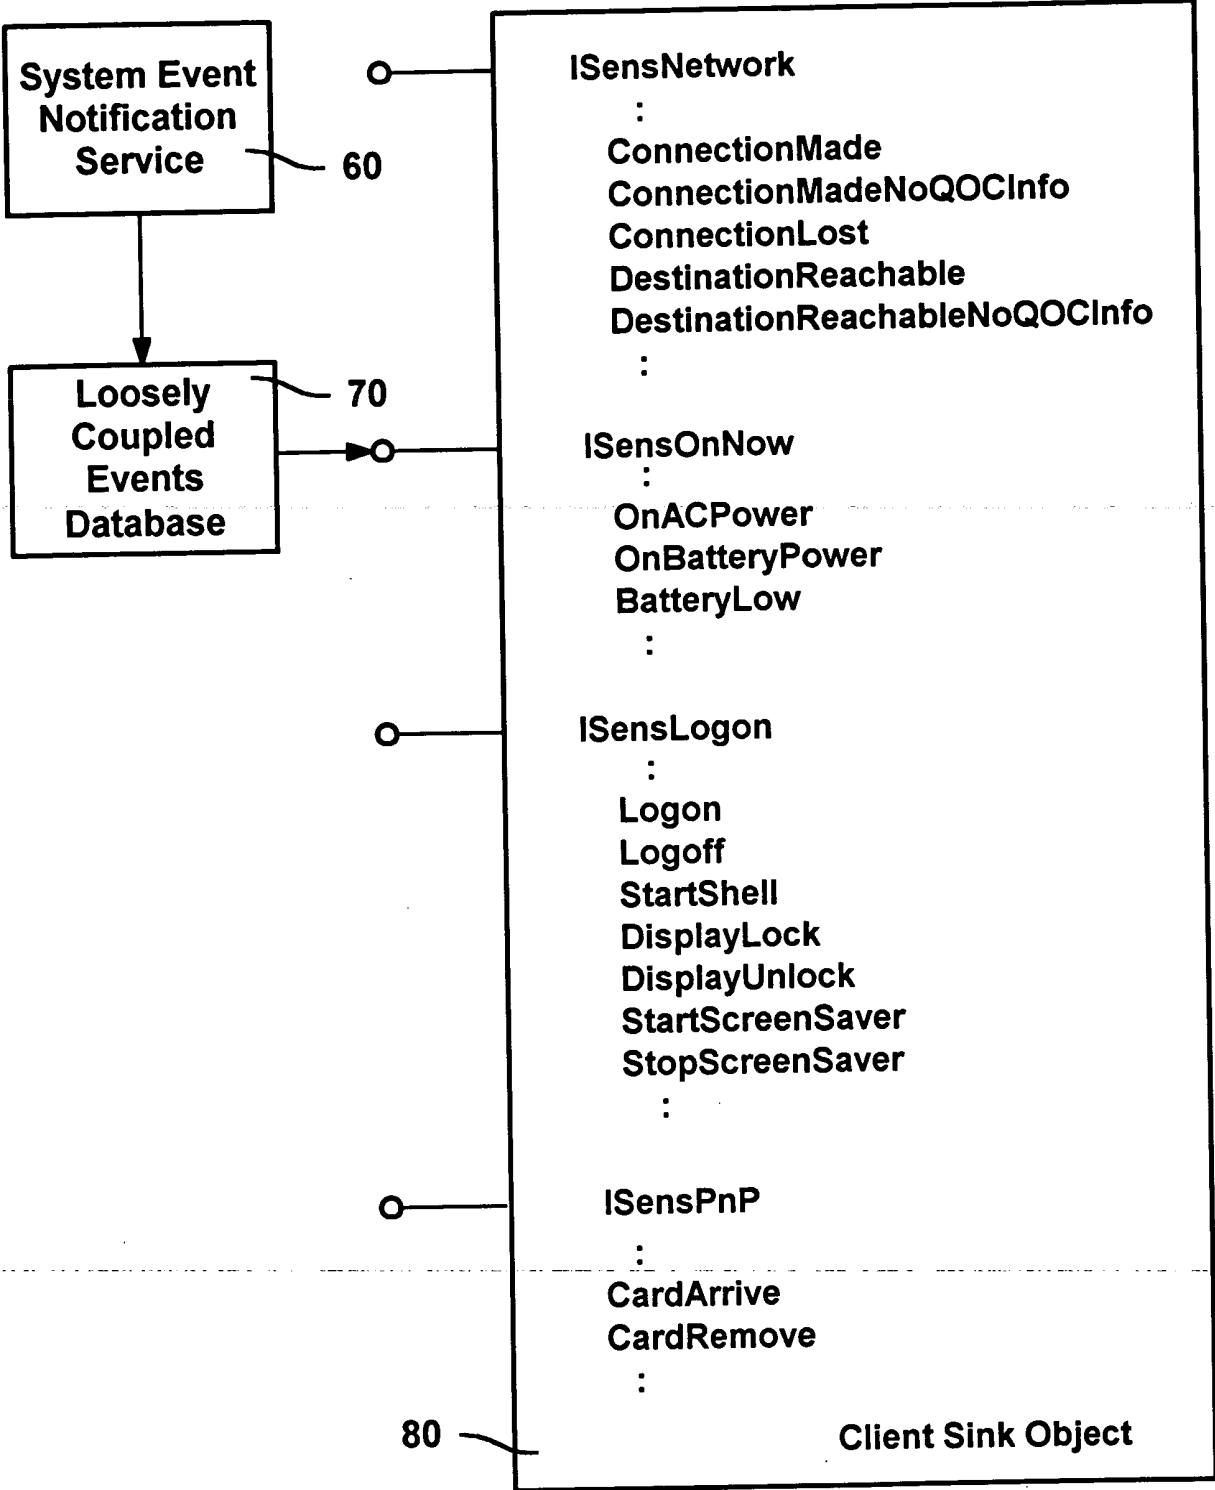 System Event
Notification
Service
60
Loosely
Coupled
Events
Database
70
ISensNetwork
:
ConnectionMade
ConnectionMadeNoQOCInfo
ConnectionLost
DestinationReachable
DestinationReachableNoQOCInfo
:
ISensOnNow
:
OnACPower
OnBatteryPower
BatteryLow
:
ISensLogon
:
Logon
Logoff
StartShell
DisplayLock
DisplayUnlock
StartScreenSaver
StopScreenSaver
:
ISensPnP
:
CardArrive
CardRemove
:
80
Client Sink Object